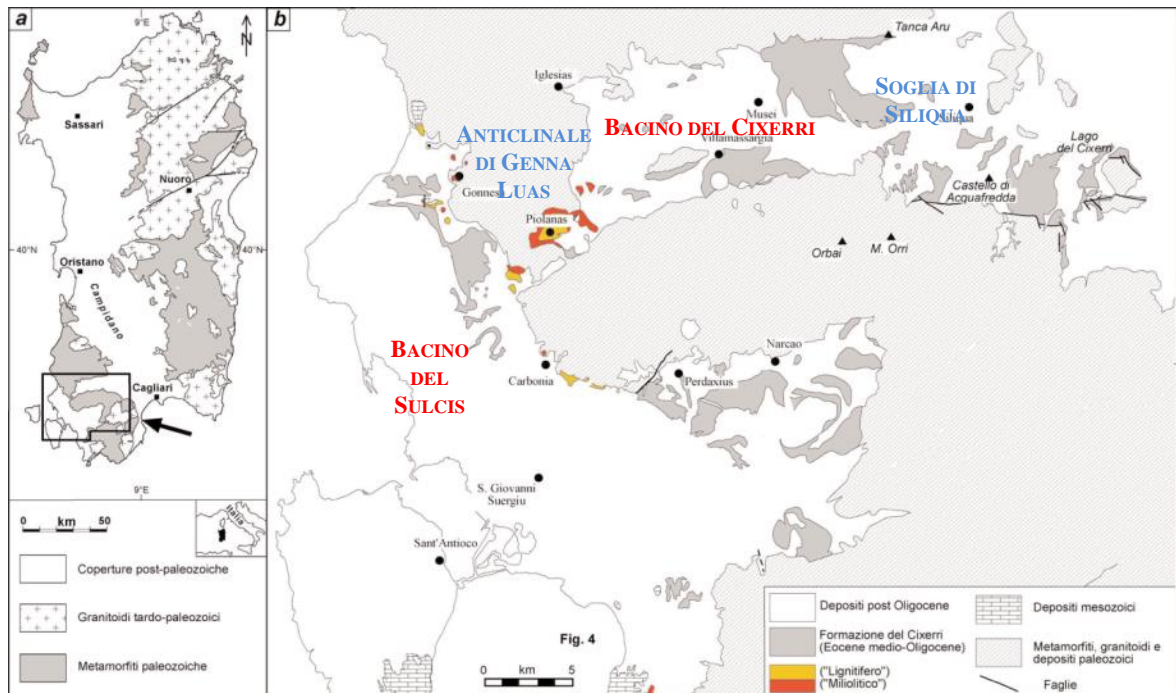 a
9°E
N
Sassari
Nuoro
40°N
40°N
Oristano
Campidano
Cagliari
9°E
0 km 50
Italia
Coperture post-paleozoiche
Granitoidi tardo-paleozoici
Metamorfiti paleozoiche
b
Tanca Aru
Iglesias
SOGLIA DI
SILIQUA
Musei
BACINO DEL CIXERRI
ANTICLINALE
DI GENNA
LUAS
Villamassargia
Lago
del Cixerri
Castello di
Acquafredda
Piolanas
Orbai
M. Orri
BACINO
DEL
SULCIS
Narcao
Carbonia
Perdaxius
S. Giovanni
Suergiu
Sant'Antioco
Fig. 4
0 km 5
Depositi post Oligocene
Formazione del Cixerri
(Eocene medio-Oligocene)
("Lignitifero")
("Miliolitico")
Depositi mesozoici
Metamorfiti, granitoidi e
depositi paleozoici
Faglie